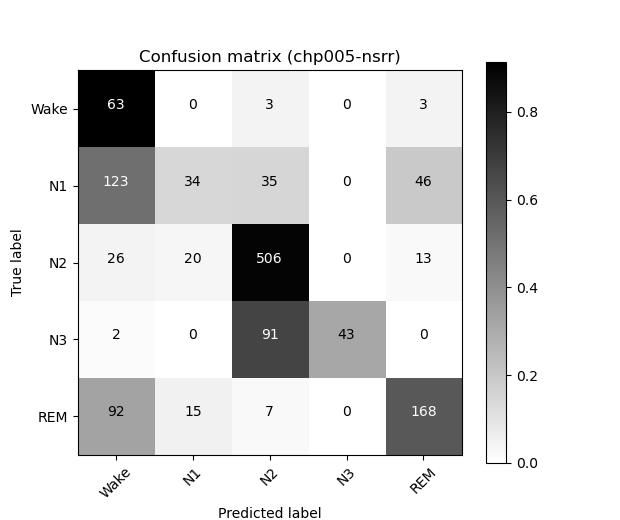 Confusion matrix (chp005-nsrr)
Wake 63 0 3 0 3
N1 123 34 35 0 46
N2 26 20 506 0 13
N3 2 0 91 43 0
REM 92 15 7 0 168
Wake N1 N2 N3 REM
Predicted label
True label
0.8
0.6
0.4
0.2
0.0